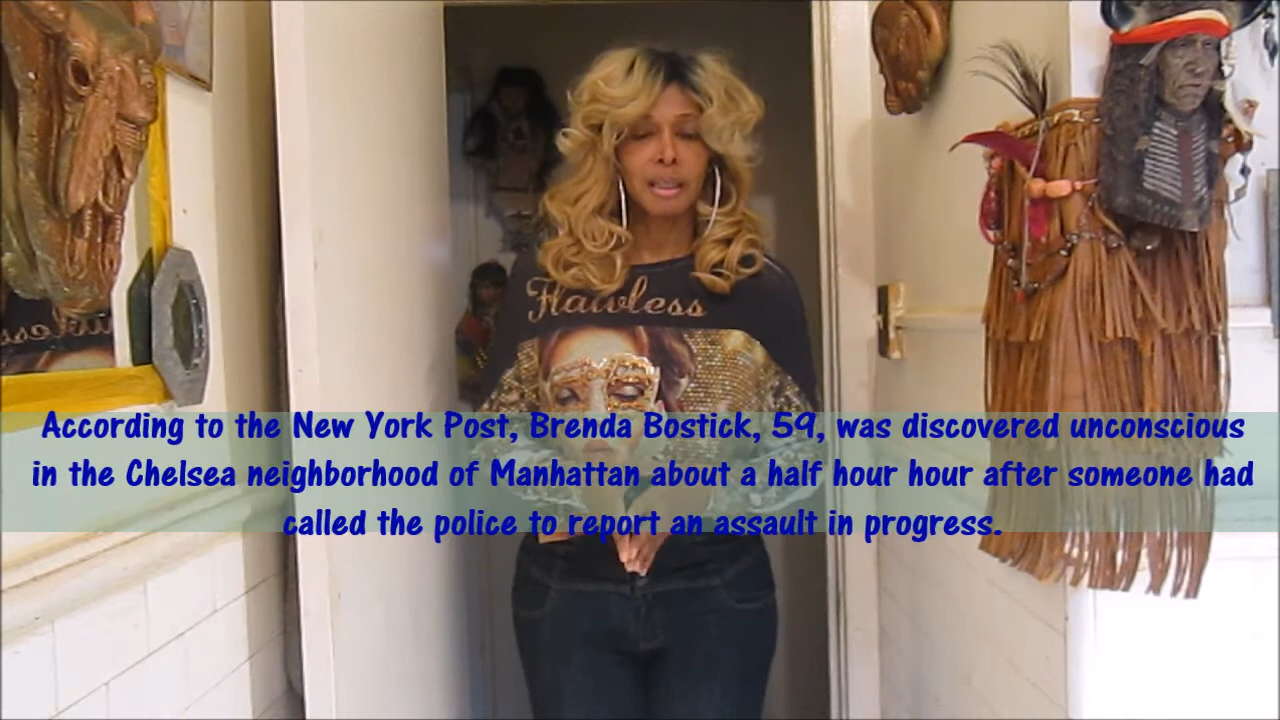 Flawless
According to the New York Post, Brenda Bostick, 59, was discovered unconscious
in the Chelsea neighborhood of Manhattan about a half hour hour after someone had
called the police to report an assault in progress.